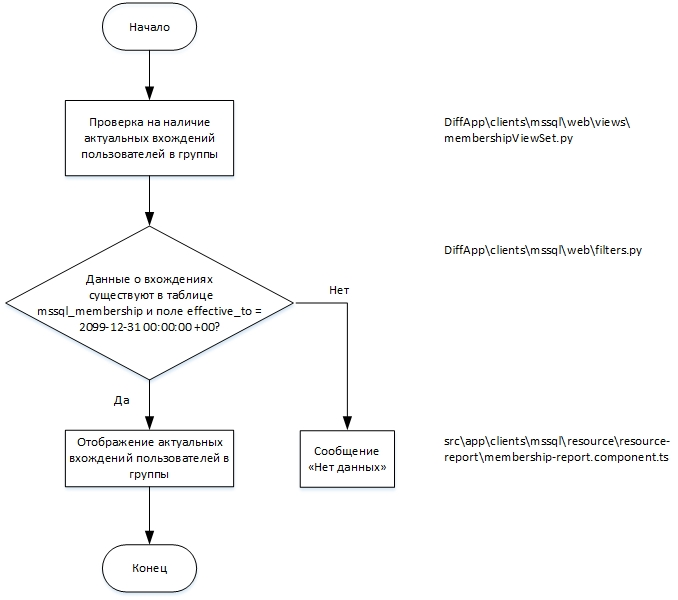 Начало
Проверка на наличие
актуальных вхождений
пользователей в группы
DiffApp\clients\mssql\web\views\
membershipViewSet.py
DiffApp\clients\mssql\web\filters.py
Данные о вхождениях
существуют в таблице
mssql_membership и поле effective_to =
2099-12-31 00:00:00 +00?
Нет
Да
Отображение актуальных
вхождений пользователей в
группы
Сообщение
«Нет данных»
src\app\clients\mssql\resource\resource-
report\membership-report.component.ts
Конец